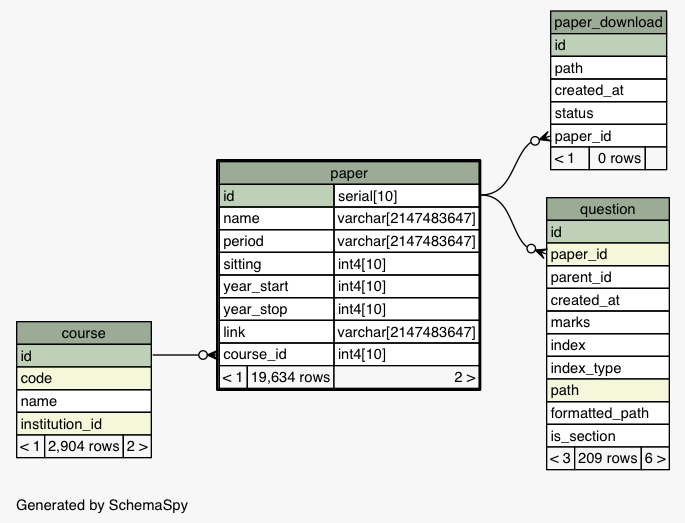 paper_download
id
path
created_at
status
paper_id
< 1 0 rows
paper
id serial[10]
name varchar[2147483647]
period varchar[2147483647]
sitting int4[10]
year_start int4[10]
year_stop int4[10]
link varchar[2147483647]
course_id int4[10]
< 1 19,634 rows 2 >
question
id
paper_id
parent_id
created_at
marks
index
index_type
path
formatted_path
is_section
< 3 209 rows 6 >
course
id
code
name
institution_id
< 1 2,904 rows 2 >
Generated by SchemaSpy